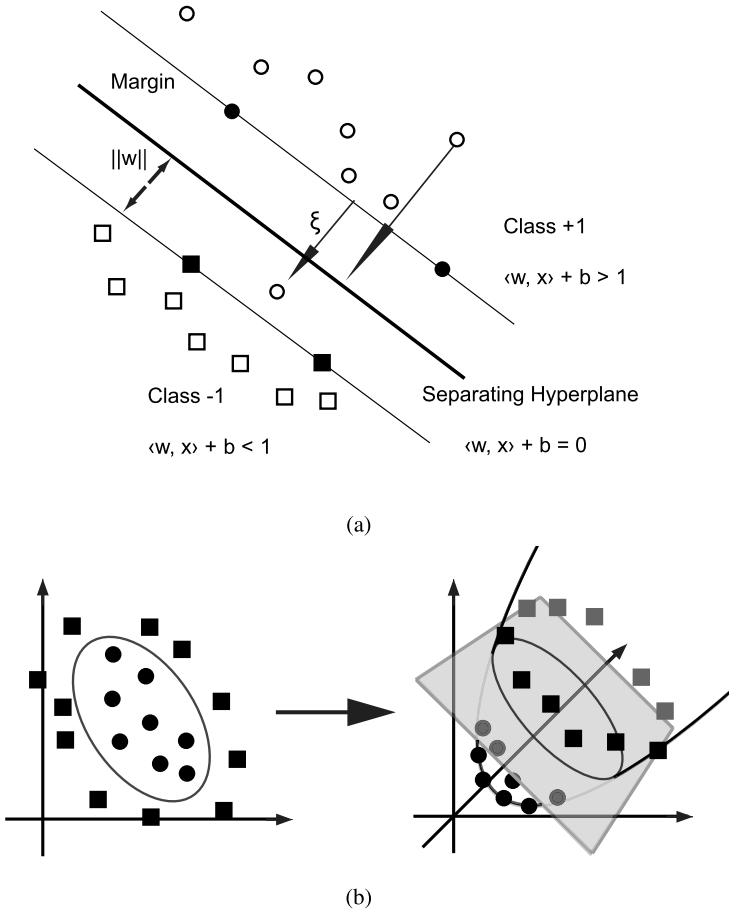 Margin
||w||
ξ
Class +1
‹w, x› + b > 1
Class -1
‹w, x› + b < 1
Separating Hyperplane
‹w, x› + b = 0
(a)
(b)